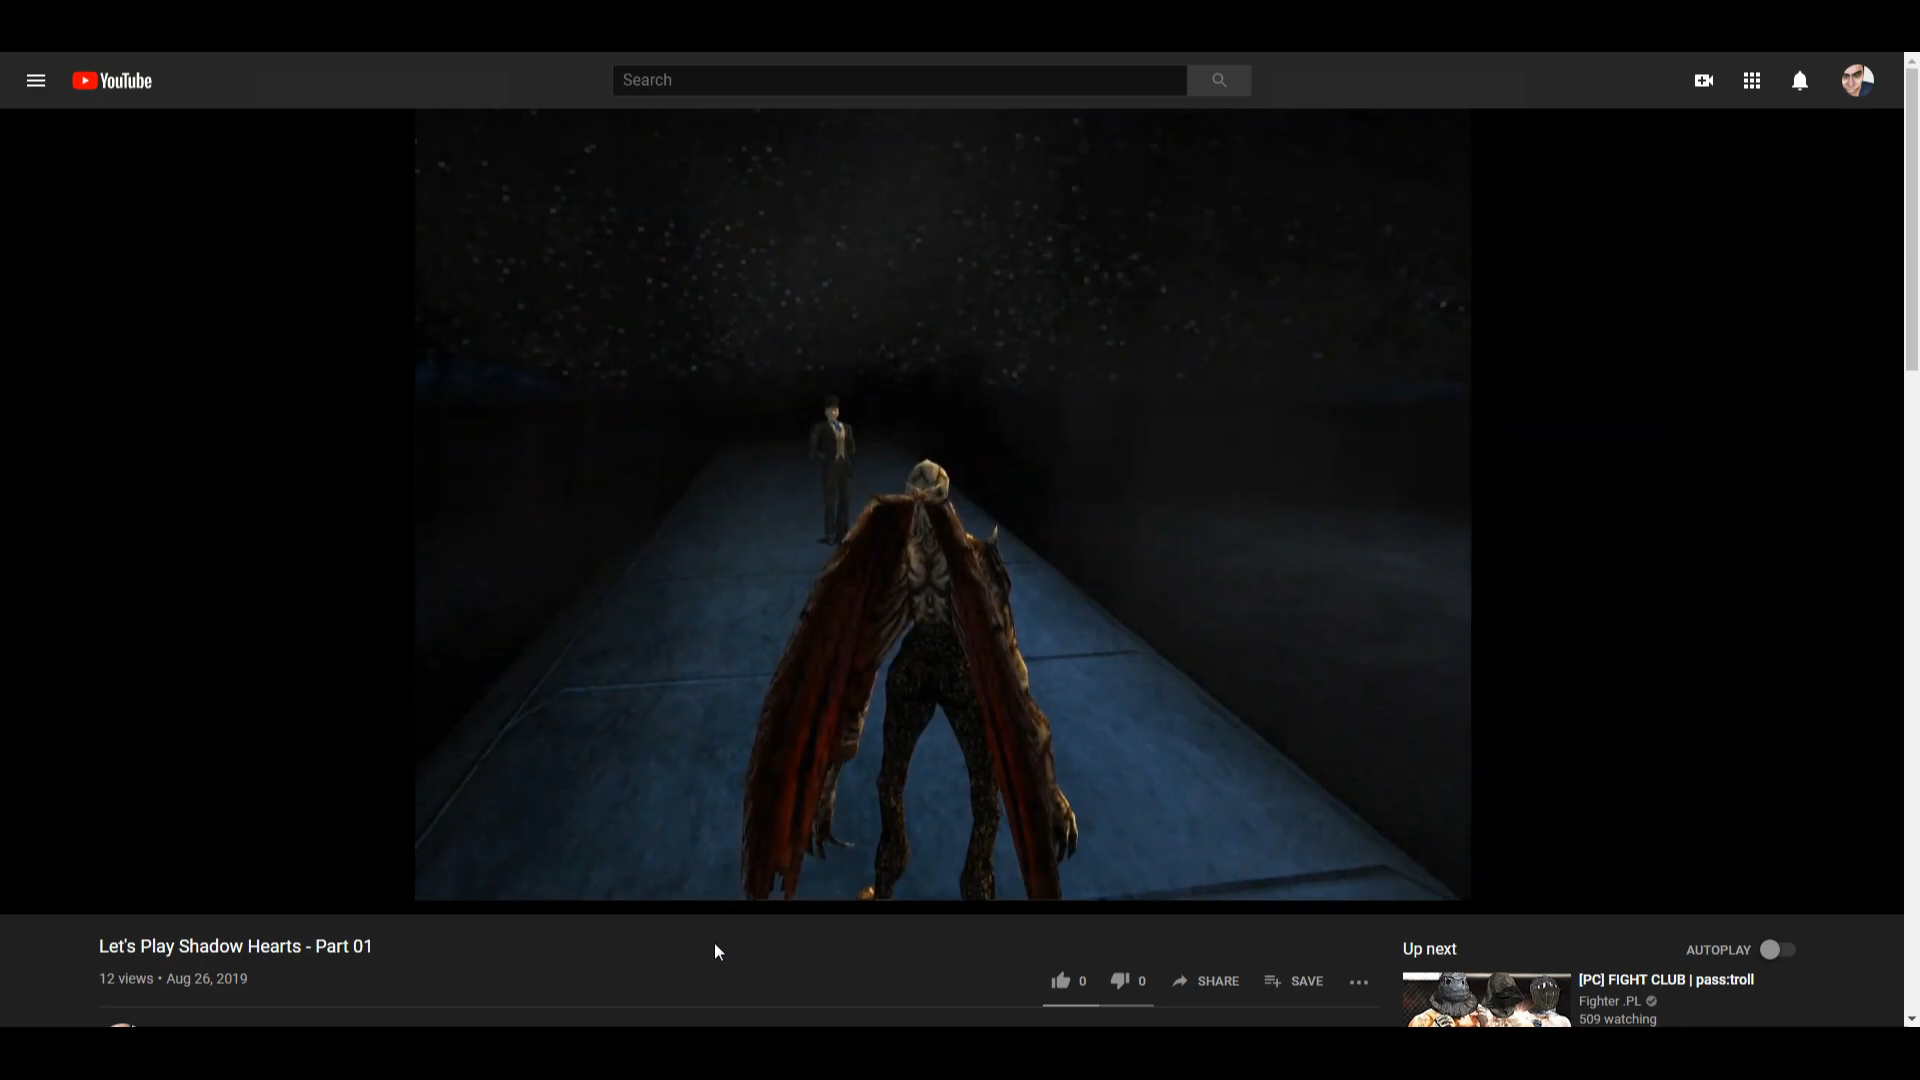 YouTube
Search
Let's Play Shadow Hearts - Part 01
12 views • Aug 26, 2019
0
0
SHARE
SAVE
Up next
AUTOPLAY
[PC] FIGHT CLUB | pass:troll
Fighter .PL
509 watching